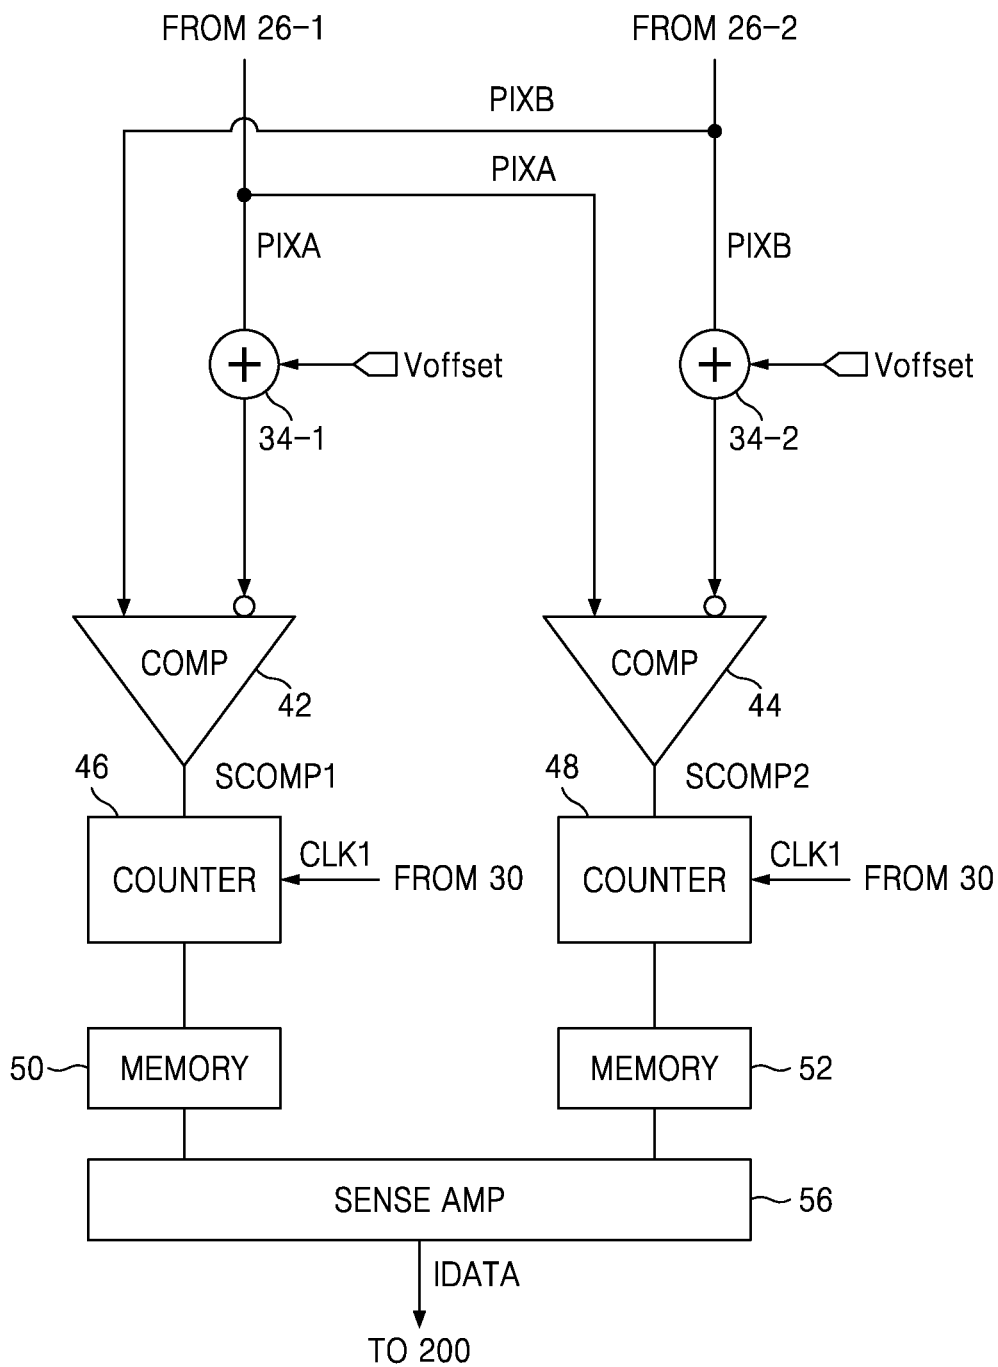 FROM 26-1
FROM 26-2
PIXB
PIXA
PIXA
PIXB
+
Voffset
+
Voffset
34-1
34-2
COMP
42
COMP
44
46
SCOMP1
48
SCOMP2
COUNTER
CLK1
FROM 30
COUNTER
CLK1
FROM 30
50
MEMORY
MEMORY
52
SENSE AMP
56
IDATA
TO 200